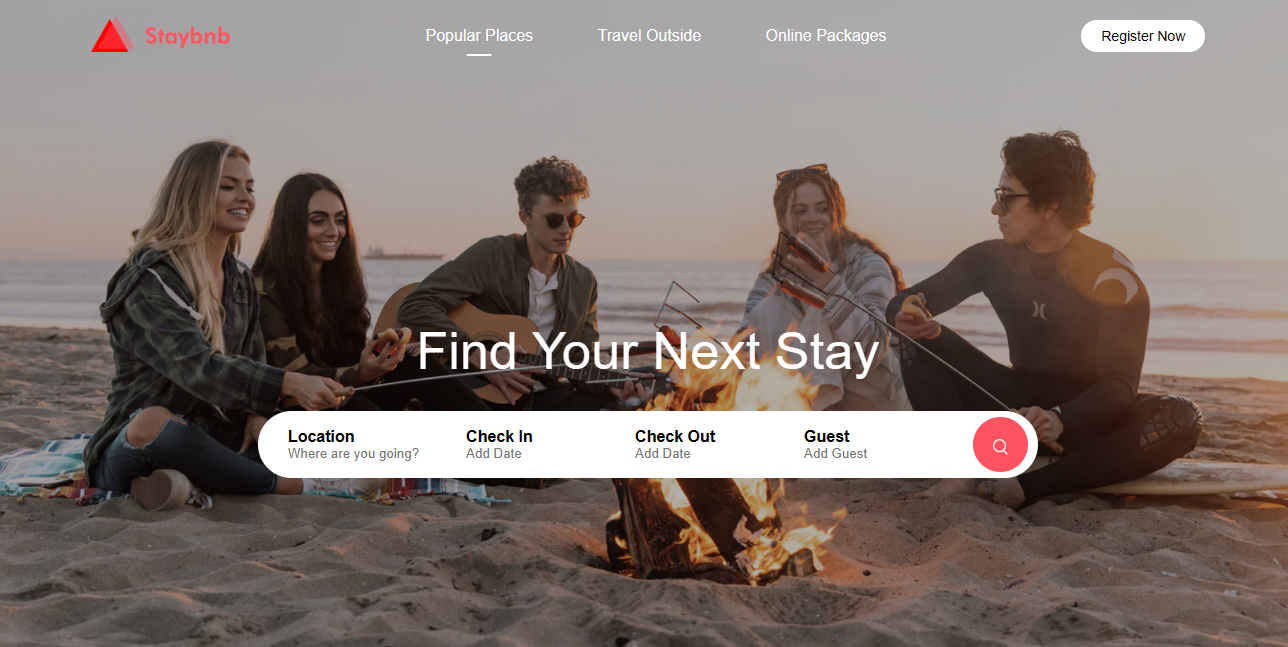 Staybnb
Popular Places
Travel Outside
Online Packages
Register Now
Find Your Next Stay
Location
Where are you going?
Check In
Add Date
Check Out
Add Date
Guest
Add Guest